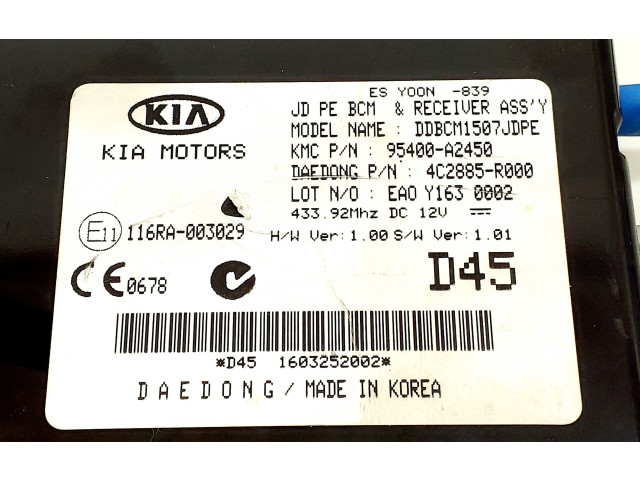 ES YOON -839
KIA
JD PE BCM & RECEIVER ASS'Y
MODEL NAME : DDBCM1507JDPE
KIA MOTORS
KMC P/N : 95400-A2450
DAEDONG P/N : 4C2885-R000
LOT N/O : EAO Y163 0002
433.92Mhz DC 12V
E11 116RA-003029
H/W Ver: 1.00 S/W Ver: 1.01
CE 0678
D45
*D45 1603252002*
DAEDONG / MADE IN KOREA